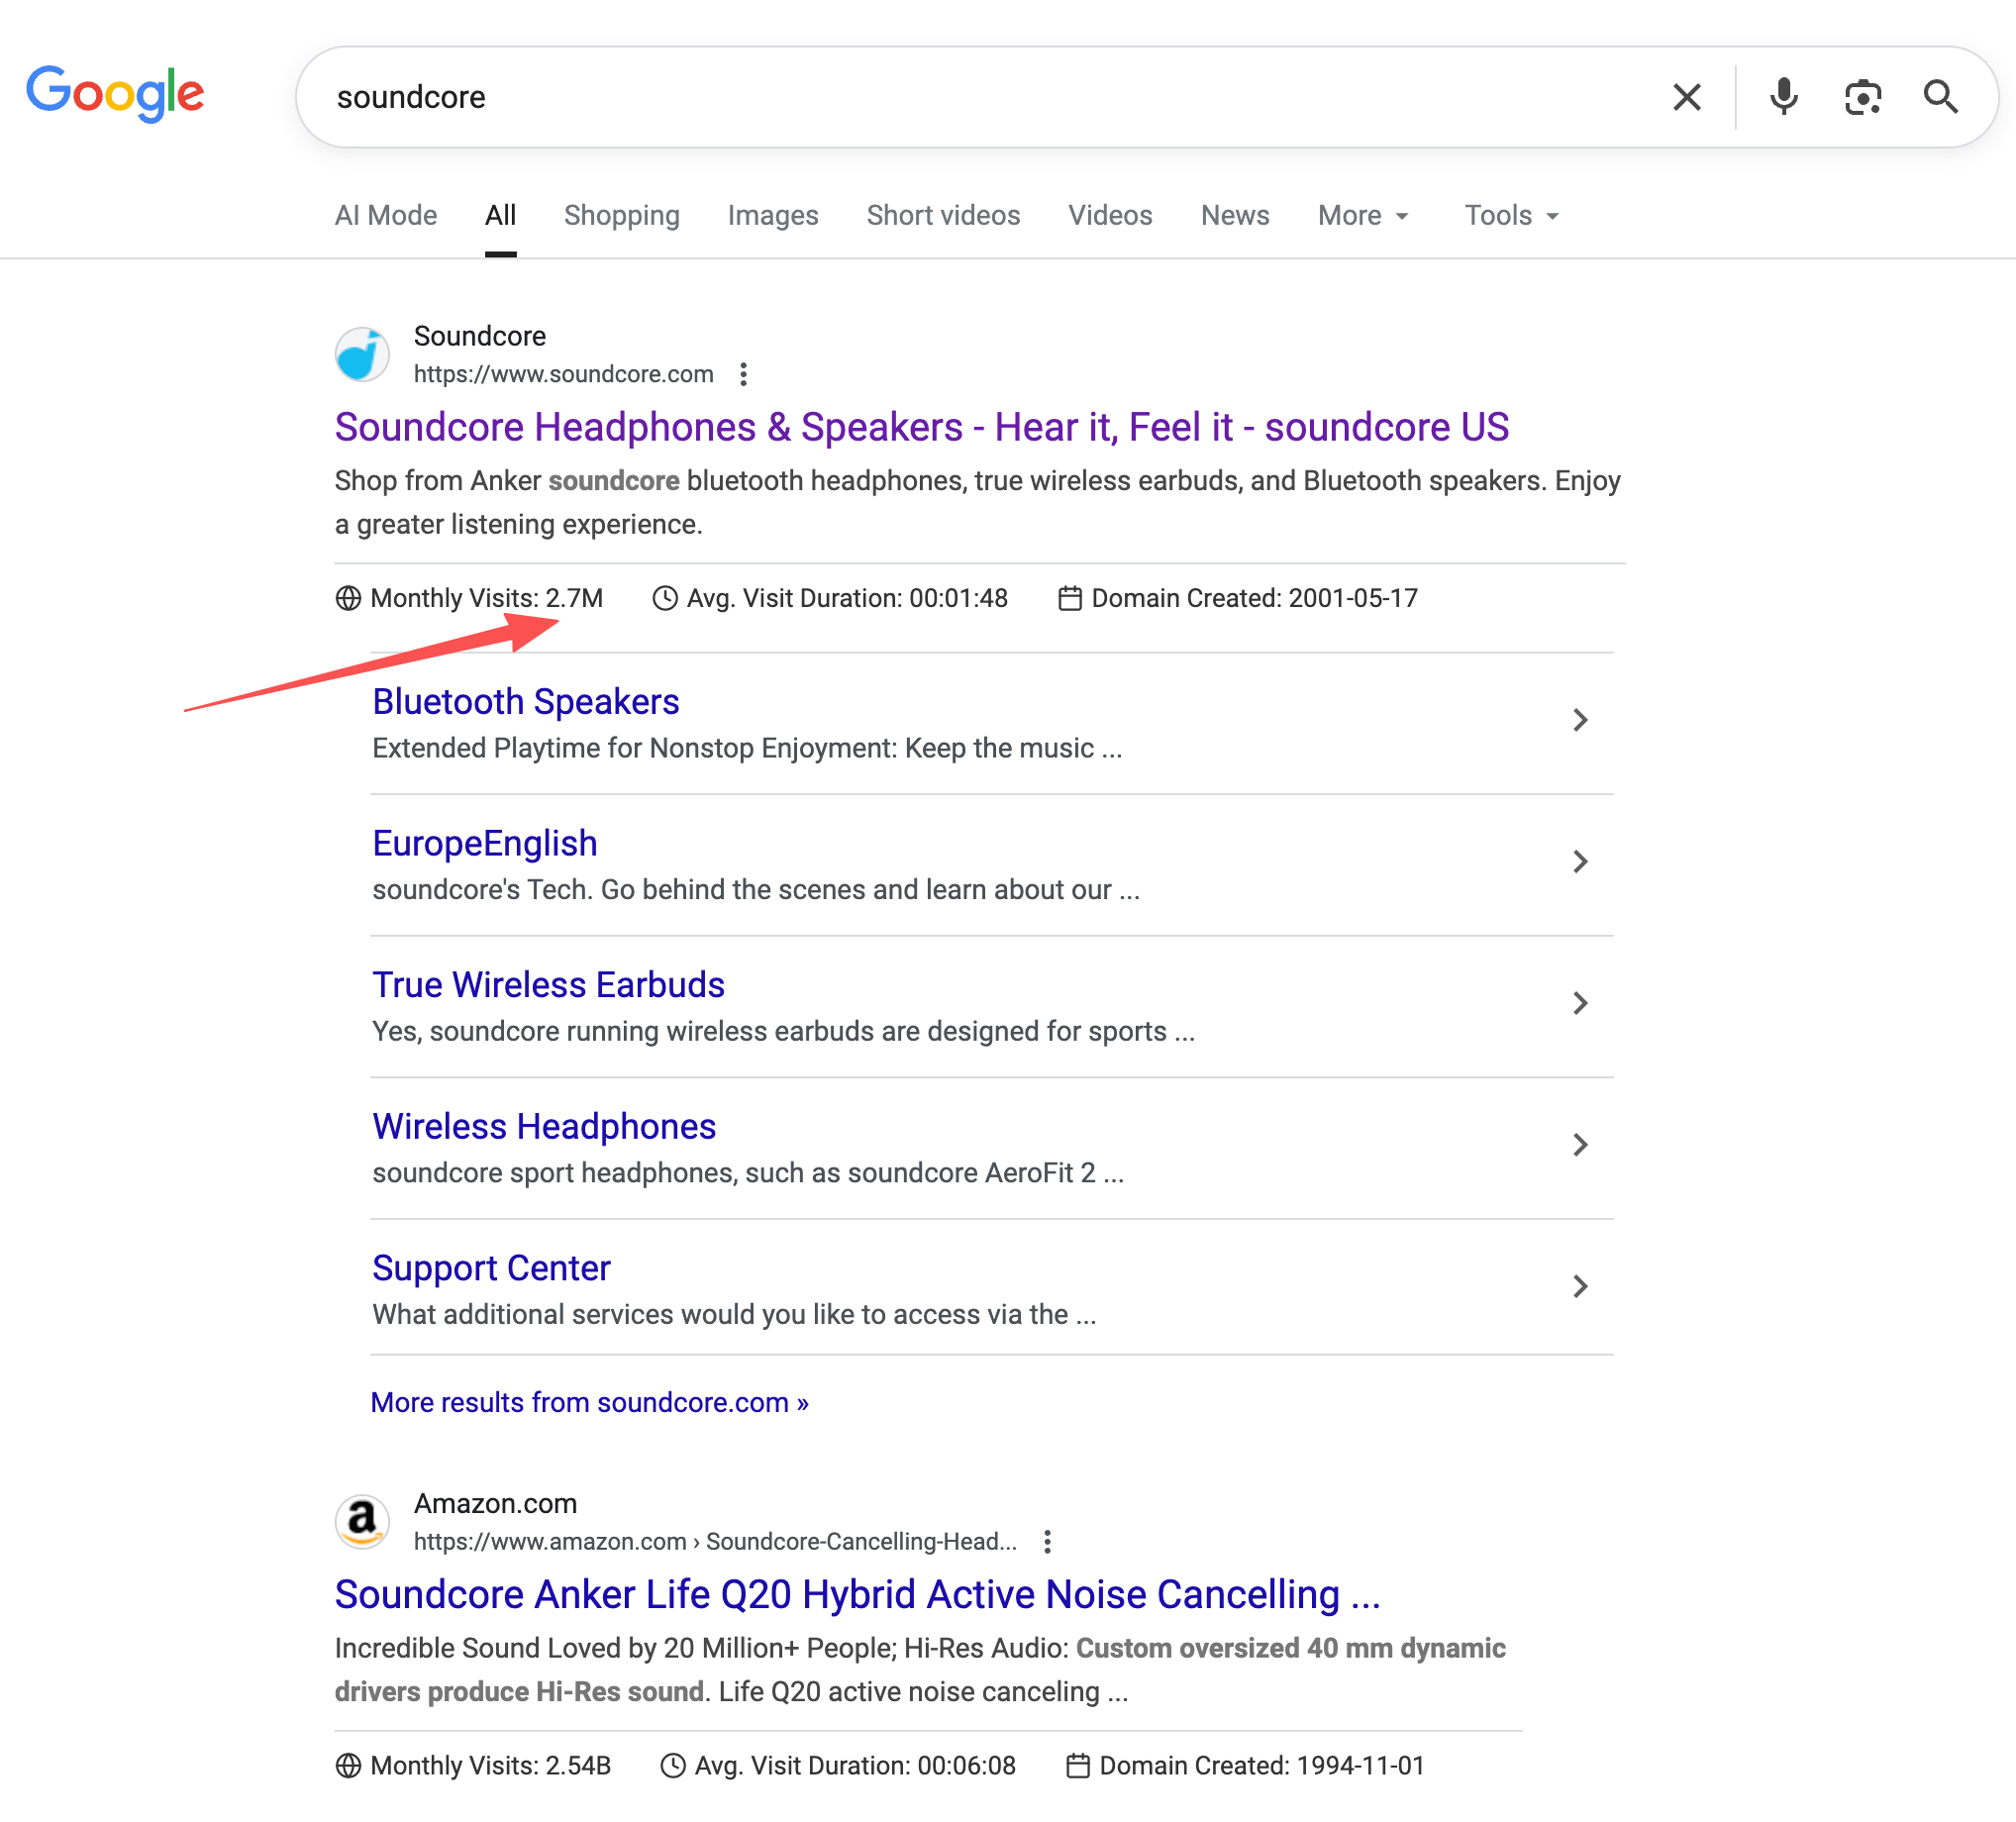 Google
soundcore
AI Mode
All
Shopping
Images
Short videos
Videos
News
More
Tools
Soundcore
https://www.soundcore.com
Soundcore Headphones & Speakers - Hear it, Feel it - soundcore US
Shop from Anker soundcore bluetooth headphones, true wireless earbuds, and Bluetooth speakers. Enjoy
a greater listening experience.
Monthly Visits: 2.7M
Avg. Visit Duration: 00:01:48
Domain Created: 2001-05-17
Bluetooth Speakers
Extended Playtime for Nonstop Enjoyment: Keep the music ...
EuropeEnglish
soundcore's Tech. Go behind the scenes and learn about our ...
True Wireless Earbuds
Yes, soundcore running wireless earbuds are designed for sports ...
Wireless Headphones
soundcore sport headphones, such as soundcore AeroFit 2 ...
Support Center
What additional services would you like to access via the ...
More results from soundcore.com »
a
Amazon.com
https://www.amazon.com › Soundcore-Cancelling-Head...
Soundcore Anker Life Q20 Hybrid Active Noise Cancelling ...
Incredible Sound Loved by 20 Million+ People; Hi-Res Audio: Custom oversized 40 mm dynamic
drivers produce Hi-Res sound. Life Q20 active noise canceling ...
Monthly Visits: 2.54B
Avg. Visit Duration: 00:06:08
Domain Created: 1994-11-01